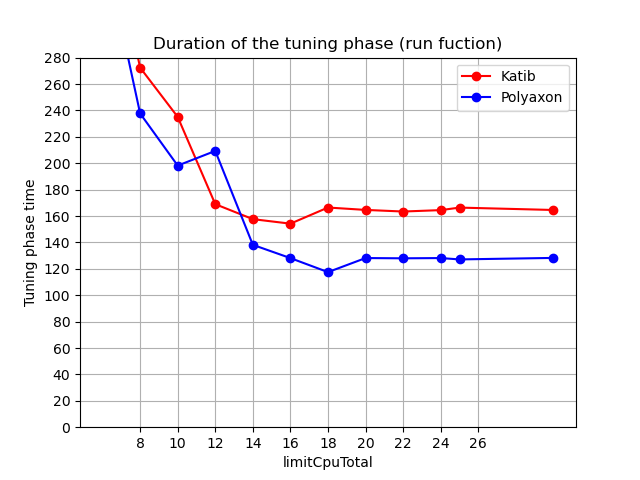 Duration of the tuning phase (run fuction)
Katib
Polyaxon
Tuning phase time
280
260
240
220
200
180
160
140
120
100
80
60
40
20
0
8 10 12 14 16 18 20 22 24 26
limitCpuTotal